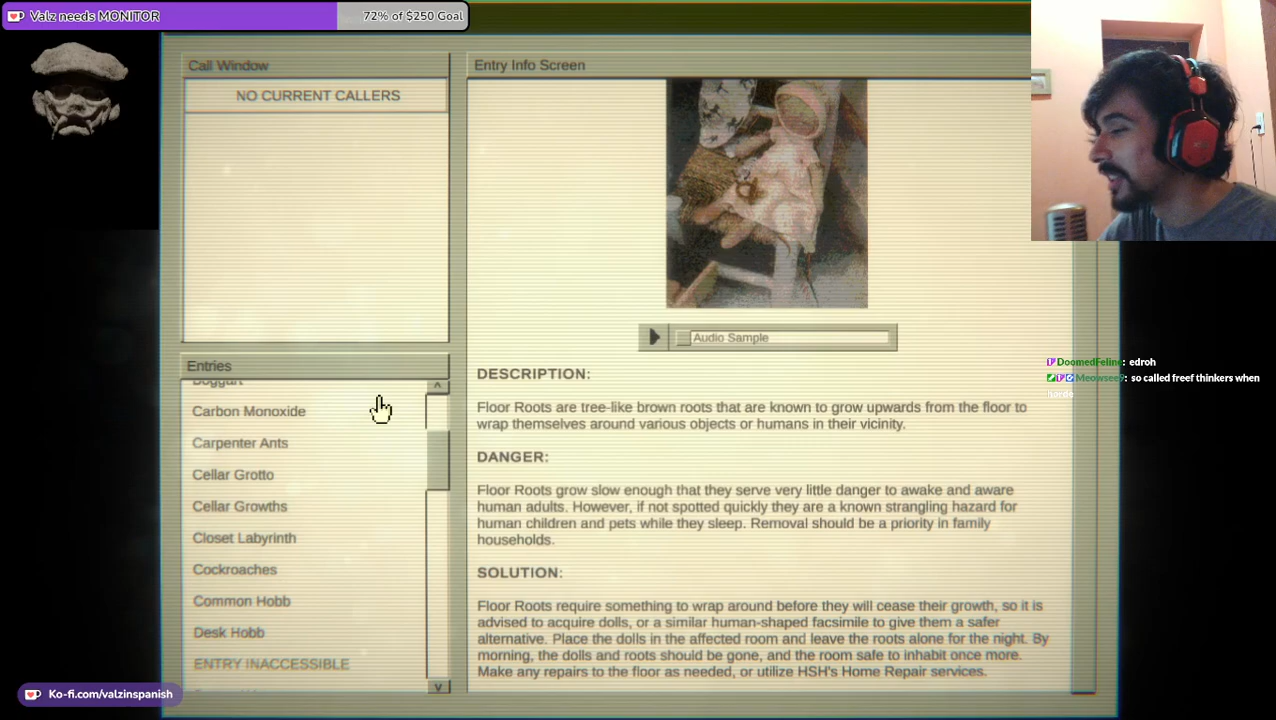 Valz needs MONITOR
72% of $250 Goal
Call Window
NO CURRENT CALLERS
Entry Info Screen
Audio Sample
DESCRIPTION:
Floor Roots are tree-like brown roots that are known to grow upwards from the floor to
wrap themselves around various objects or humans in their vicinity.
DANGER:
Floor Roots grow slow enough that they serve very little danger to awake and aware
human adults. However, if not spotted quickly they are a known strangling hazard for
human children and pets while they sleep. Removal should be a priority in family
households.
SOLUTION:
Floor Roots require something to wrap around before they will cease their growth, so it is
advised to acquire dolls, or a similar human-shaped facsimile to give them a safer
alternative. Place the dolls in the affected room and leave the roots alone for the night. By
morning, the dolls and roots should be gone, and the room safe to inhabit once more.
Make any repairs to the floor as needed, or utilize HSH's Home Repair services.
Entries
Boggart
Carbon Monoxide
Carpenter Ants
Cellar Grotto
Cellar Growths
Closet Labyrinth
Cockroaches
Common Hobb
Desk Hobb
ENTRY INACCESSIBLE
DoomedFeline: edroh
Meowsee9: so called freef thinkers when
horde
Ko-fi.com/valzinspanish